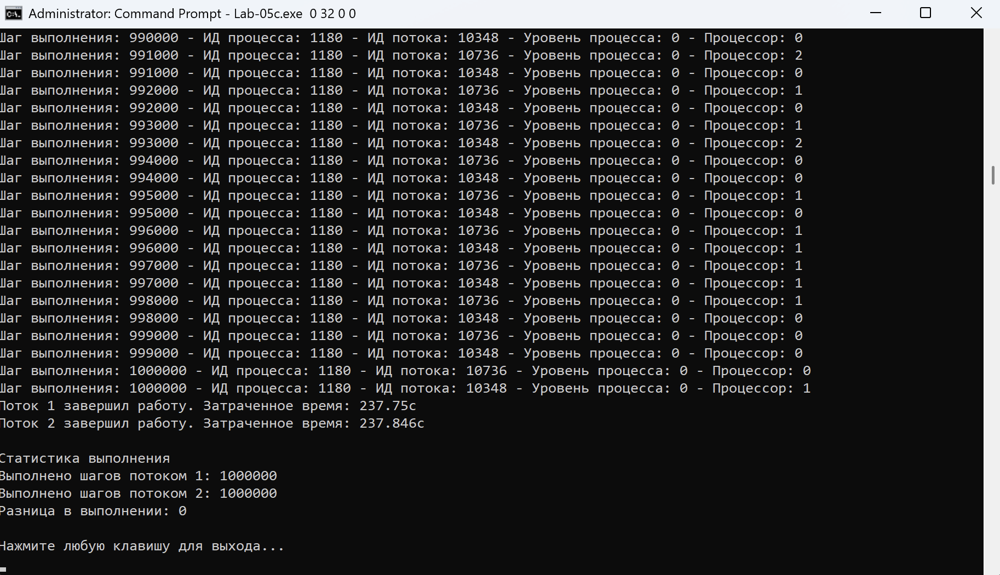 Administrator: Command Prompt - Lab-05c.exe  0 32 0 0
Шаг выполнения: 990000 - ИД процесса: 1180 - ИД потока: 10348 - Уровень процесса: 0 - Процессор: 0
Шаг выполнения: 991000 - ИД процесса: 1180 - ИД потока: 10736 - Уровень процесса: 0 - Процессор: 2
Шаг выполнения: 991000 - ИД процесса: 1180 - ИД потока: 10348 - Уровень процесса: 0 - Процессор: 0
Шаг выполнения: 992000 - ИД процесса: 1180 - ИД потока: 10736 - Уровень процесса: 0 - Процессор: 1
Шаг выполнения: 992000 - ИД процесса: 1180 - ИД потока: 10348 - Уровень процесса: 0 - Процессор: 0
Шаг выполнения: 993000 - ИД процесса: 1180 - ИД потока: 10736 - Уровень процесса: 0 - Процессор: 1
Шаг выполнения: 993000 - ИД процесса: 1180 - ИД потока: 10348 - Уровень процесса: 0 - Процессор: 2
Шаг выполнения: 994000 - ИД процесса: 1180 - ИД потока: 10736 - Уровень процесса: 0 - Процессор: 0
Шаг выполнения: 994000 - ИД процесса: 1180 - ИД потока: 10348 - Уровень процесса: 0 - Процессор: 0
Шаг выполнения: 995000 - ИД процесса: 1180 - ИД потока: 10736 - Уровень процесса: 0 - Процессор: 1
Шаг выполнения: 995000 - ИД процесса: 1180 - ИД потока: 10348 - Уровень процесса: 0 - Процессор: 0
Шаг выполнения: 996000 - ИД процесса: 1180 - ИД потока: 10736 - Уровень процесса: 0 - Процессор: 1
Шаг выполнения: 996000 - ИД процесса: 1180 - ИД потока: 10348 - Уровень процесса: 0 - Процессор: 1
Шаг выполнения: 997000 - ИД процесса: 1180 - ИД потока: 10736 - Уровень процесса: 0 - Процессор: 1
Шаг выполнения: 997000 - ИД процесса: 1180 - ИД потока: 10348 - Уровень процесса: 0 - Процессор: 1
Шаг выполнения: 998000 - ИД процесса: 1180 - ИД потока: 10736 - Уровень процесса: 0 - Процессор: 1
Шаг выполнения: 998000 - ИД процесса: 1180 - ИД потока: 10348 - Уровень процесса: 0 - Процессор: 0
Шаг выполнения: 999000 - ИД процесса: 1180 - ИД потока: 10736 - Уровень процесса: 0 - Процессор: 0
Шаг выполнения: 999000 - ИД процесса: 1180 - ИД потока: 10348 - Уровень процесса: 0 - Процессор: 0
Шаг выполнения: 1000000 - ИД процесса: 1180 - ИД потока: 10736 - Уровень процесса: 0 - Процессор: 0
Шаг выполнения: 1000000 - ИД процесса: 1180 - ИД потока: 10348 - Уровень процесса: 0 - Процессор: 1
Поток 1 завершил работу. Затраченное время: 237.75с
Поток 2 завершил работу. Затраченное время: 237.846с
Статистика выполнения
Выполнено шагов потоком 1: 1000000
Выполнено шагов потоком 2: 1000000
Разница в выполнении: 0
Нажмите любую клавишу для выхода...